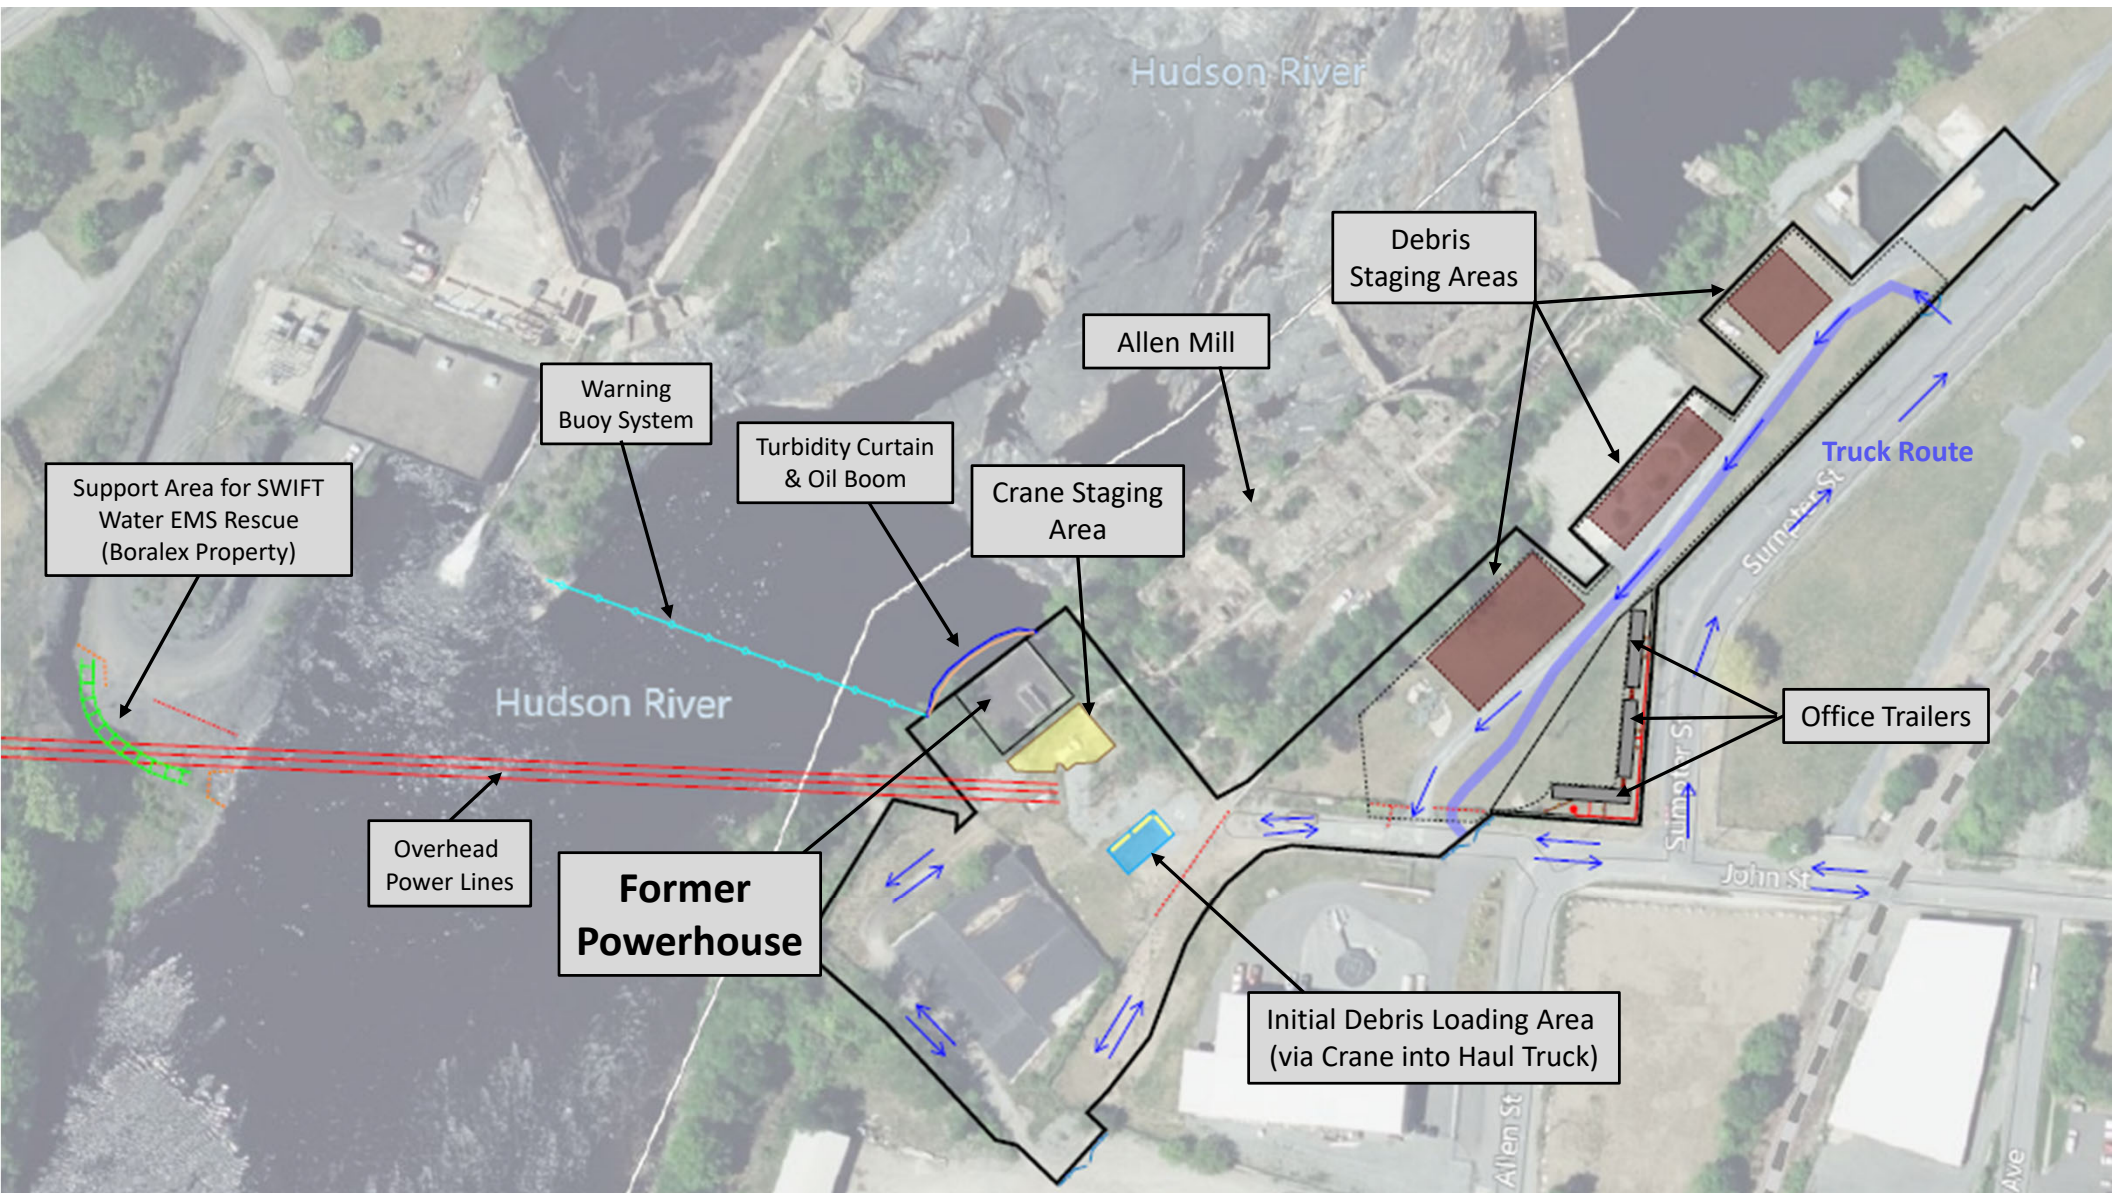 Hudson River
Debris
Staging Areas
Allen Mill
Warning
Buoy System
Turbidity Curtain
& Oil Boom
Truck Route
Support Area for SWIFT
Water EMS Rescue
(Boralex Property)
Crane Staging
Area
Sumpter St
Hudson River
Office Trailers
Sumpter St
Overhead
Power Lines
Former
Powerhouse
John St
Initial Debris Loading Area
(via Crane into Haul Truck)
Allen St
Ave